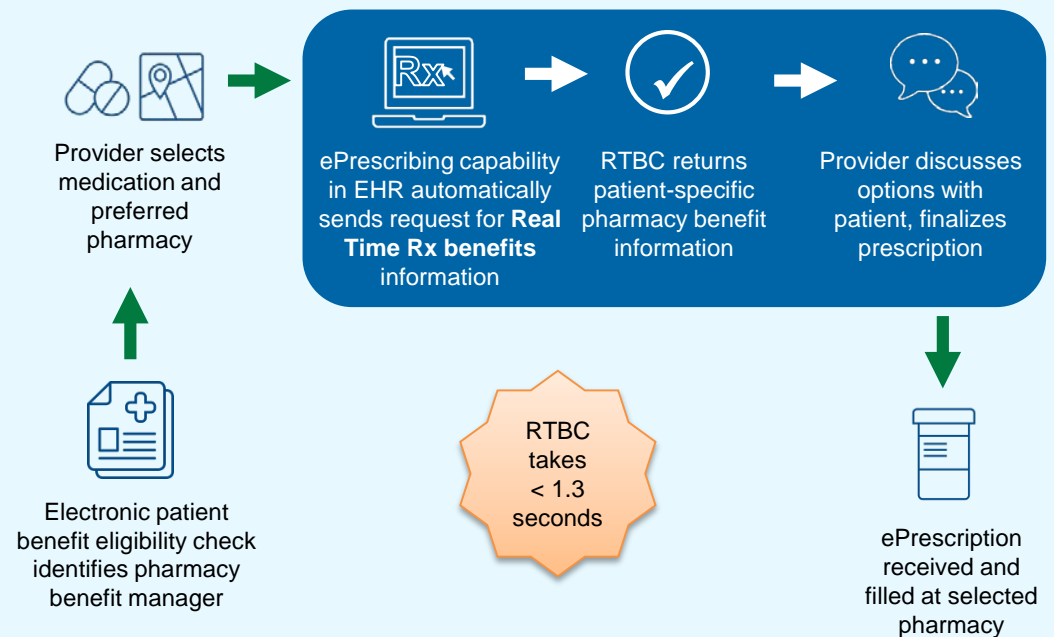 Rx
Provider selects
medication and
preferred
pharmacy
ePrescribing capability
in EHR automatically
sends request for Real
Time Rx benefits
information
RTBC returns
patient-specific
pharmacy benefit
information
Provider discusses
options with
patient, finalizes
prescription
Electronic patient
benefit eligibility check
identifies pharmacy
benefit manager
RTBC
takes
< 1.3
seconds
ePrescription
received and
filled at selected
pharmacy